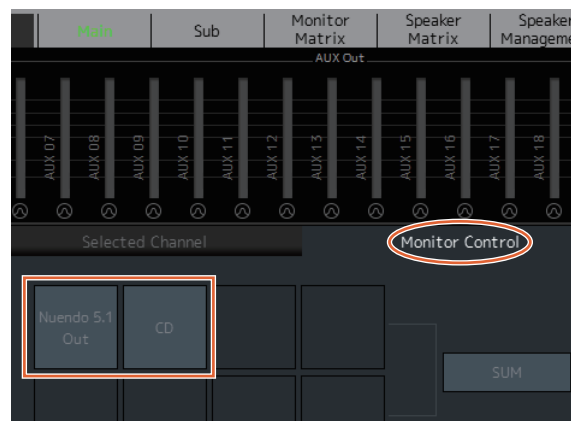 Main
Sub
Monitor
Matrix
Speaker
Matrix
Speaker
Manageme
AUX Out
AUX 07
AUX 08
AUX 09
AUX 10
AUX 11
AUX 12
AUX 13
AUX 14
AUX 15
AUX 16
AUX 17
AUX 18
Selected Channel
Monitor Control
Nuendo 5.1
Out
CD
SUM